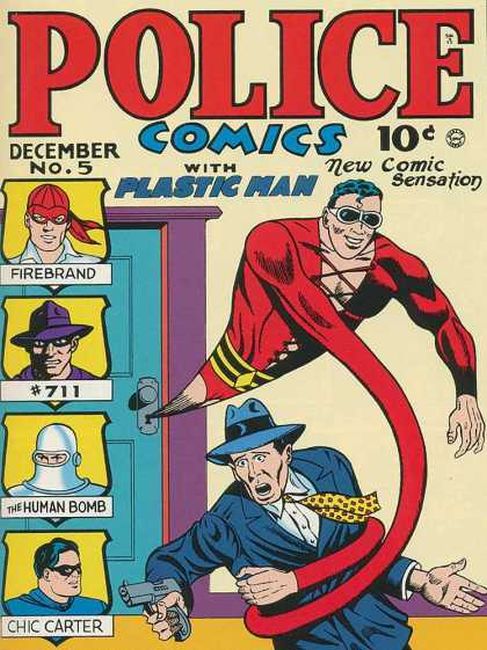 POLICE
COMICS 10¢
DECEMBER
No. 5
WITH
PLASTIC MAN
New Comic
Sensation
FIREBRAND
#711
THE HUMAN BOMB
CHIC CARTER